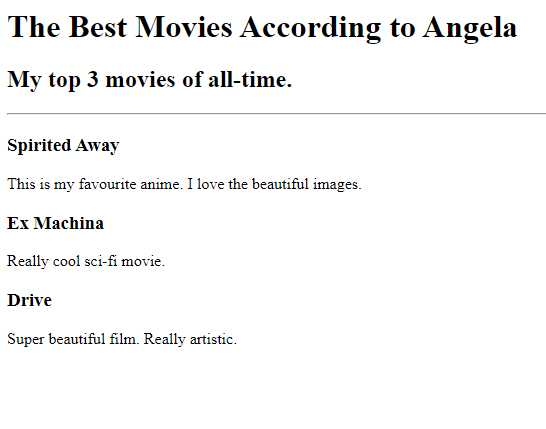 The Best Movies According to Angela
My top 3 movies of all-time.
Spirited Away
This is my favourite anime. I love the beautiful images.
Ex Machina
Really cool sci-fi movie.
Drive
Super beautiful film. Really artistic.